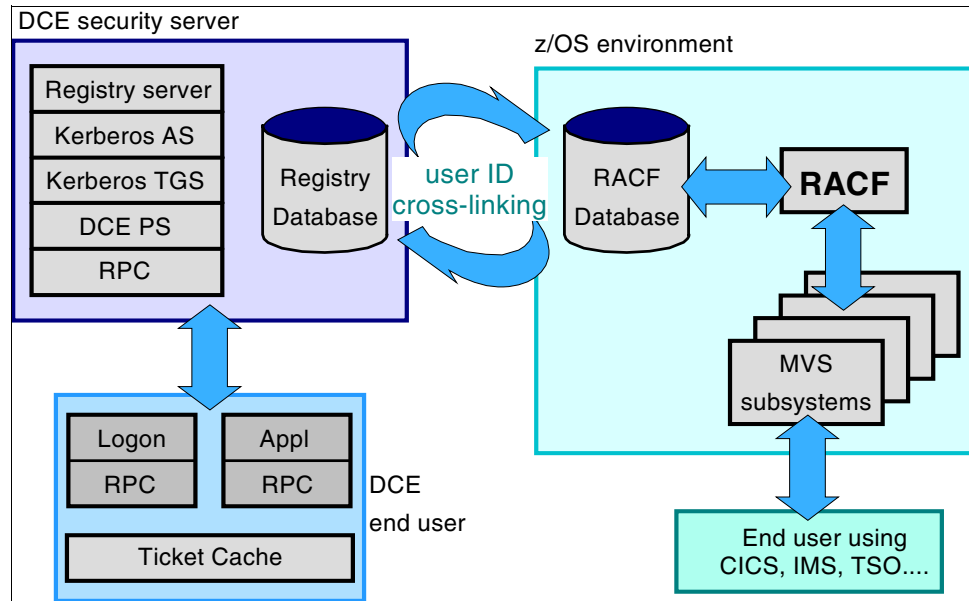 DCE security server
z/OS environment
Registry server
Kerberos AS
Kerberos TGS
DCE PS
RPC
Registry
Database
user ID
cross-linking
RACF
Database
RACF
MVS
subsystems
Logon
RPC
Appl
RPC
DCE
end user
Ticket Cache
End user using
CICS, IMS, TSO....